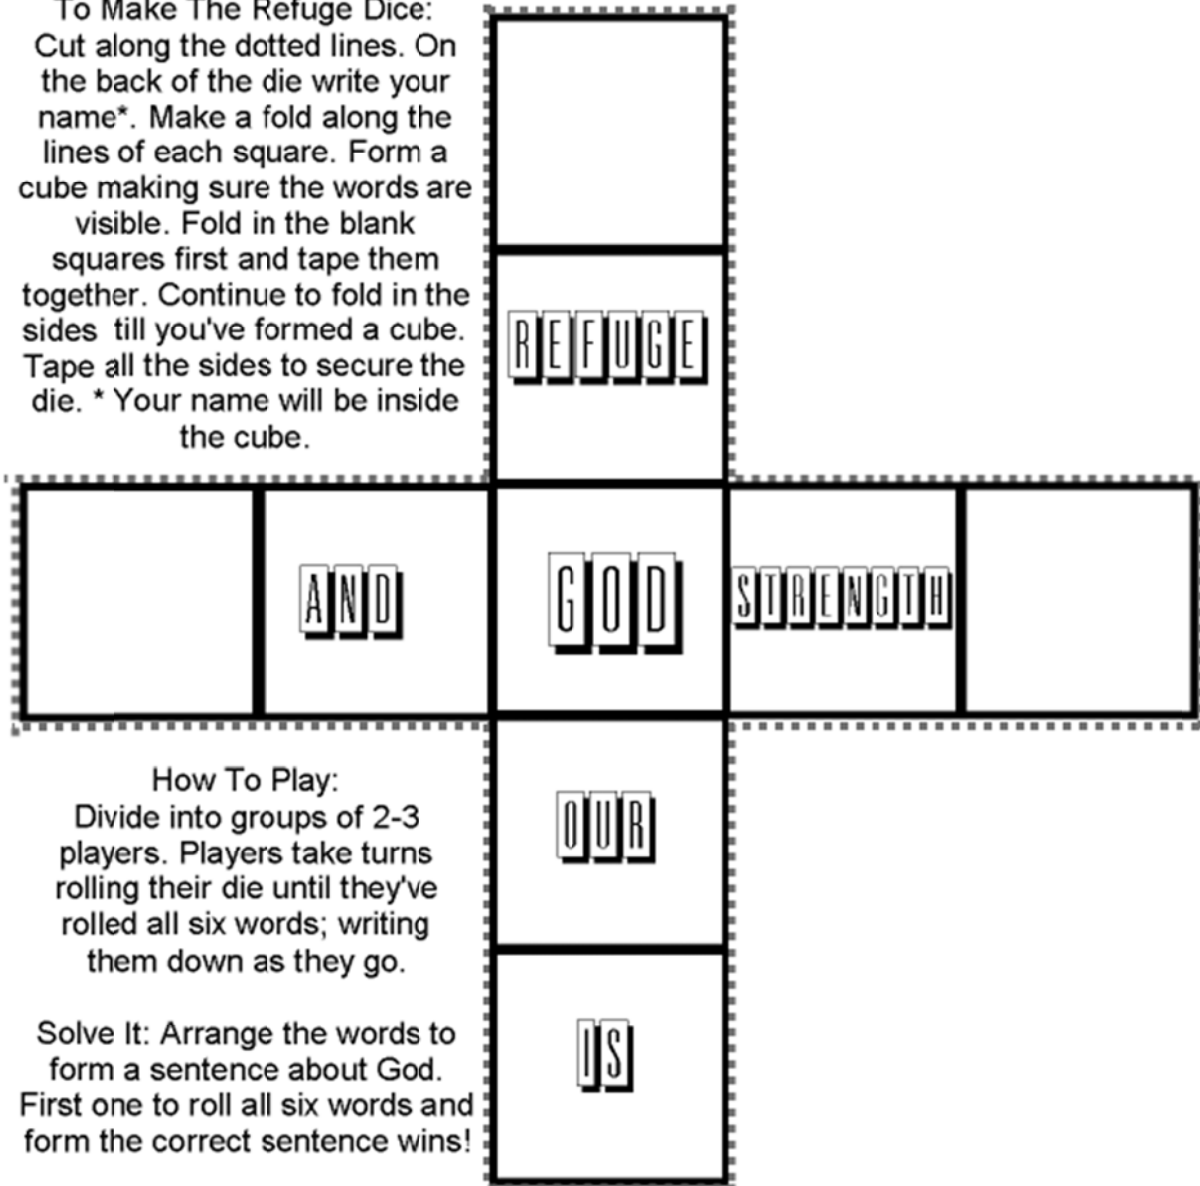 To Make The Refuge Dice:
Cut along the dotted lines. On
the back of the die write your
name*. Make a fold along the
lines of each square. Form a
cube making sure the words are
visible. Fold in the blank
squares first and tape them
together. Continue to fold in the
sides till you've formed a cube.
Tape all the sides to secure the
die. * Your name will be inside
the cube.
REFUGE
AND
GOD
STRENGTH
OUR
IS
How To Play:
Divide into groups of 2-3
players. Players take turns
rolling their die until they've
rolled all six words; writing
them down as they go.
Solve It: Arrange the words to
form a sentence about God.
First one to roll all six words and
form the correct sentence wins!